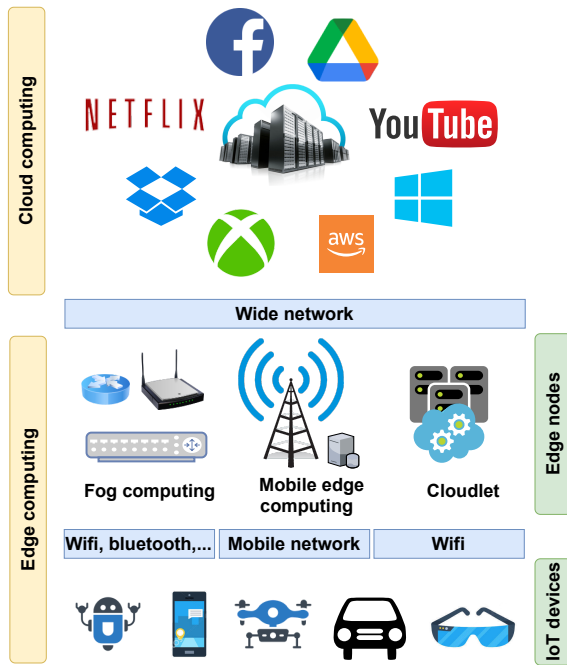 Cloud computing
NETFLIX
YouTube
aws
Wide network
Edge computing
Edge nodes
Fog computing
Mobile edge
computing
Cloudlet
Wifi, bluetooth,...
Mobile network
Wifi
IoT devices